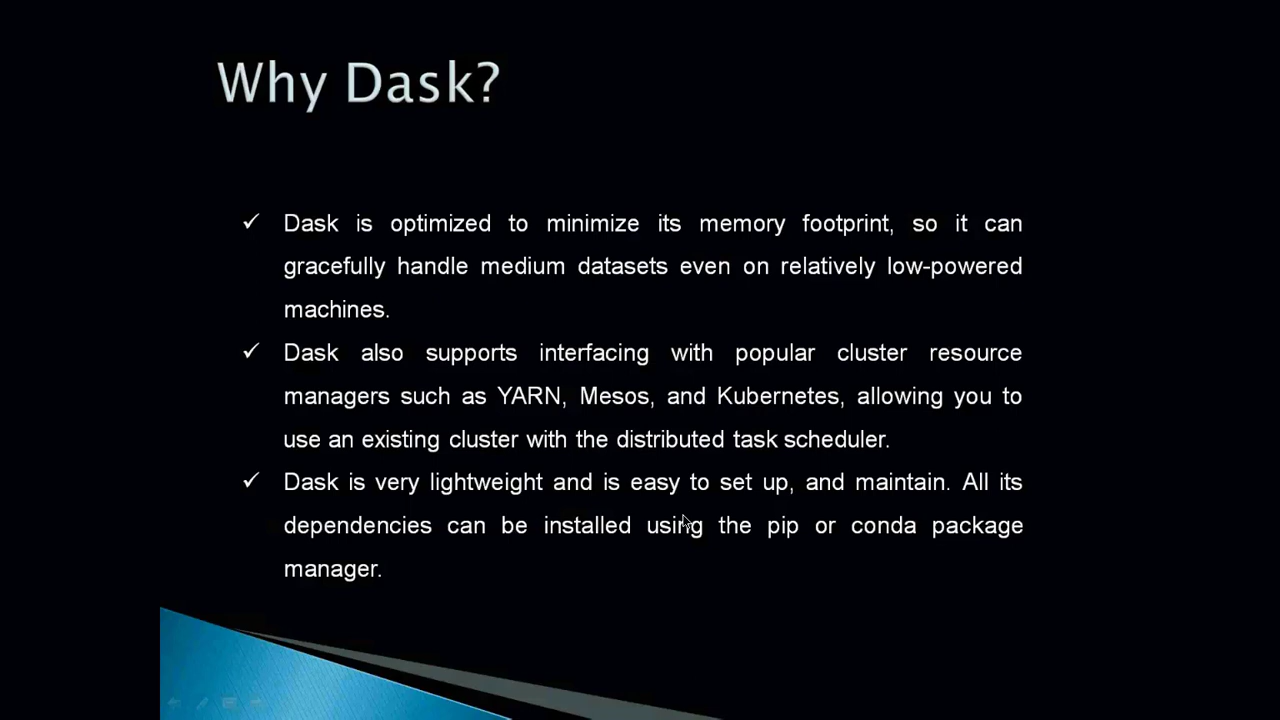 Why Dask?
✓ Dask is optimized to minimize its memory footprint, so it can
gracefully handle medium datasets even on relatively low-powered
machines.
✓ Dask also supports interfacing with popular cluster resource
managers such as YARN, Mesos, and Kubernetes, allowing you to
use an existing cluster with the distributed task scheduler.
✓ Dask is very lightweight and is easy to set up, and maintain. All its
dependencies can be installed using the pip or conda package
manager.